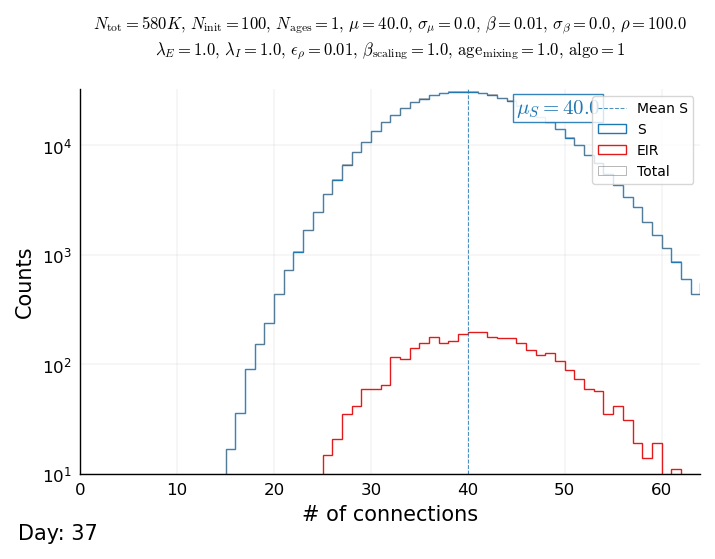 N_tot = 580K, N_init = 100, N_ages = 1, μ = 40.0, σ_μ = 0.0, β = 0.01, σ_β = 0.0, ρ = 100.0
λ_E = 1.0, λ_I = 1.0, ϵ_ρ = 0.01, β_scaling = 1.0, age_mixing = 1.0, algo = 1
μ_S = 40.0
Mean S
S
EIR
Total
10^4
10^3
10^2
10^1
Counts
0 10 20 30 40 50 60
# of connections
Day: 37